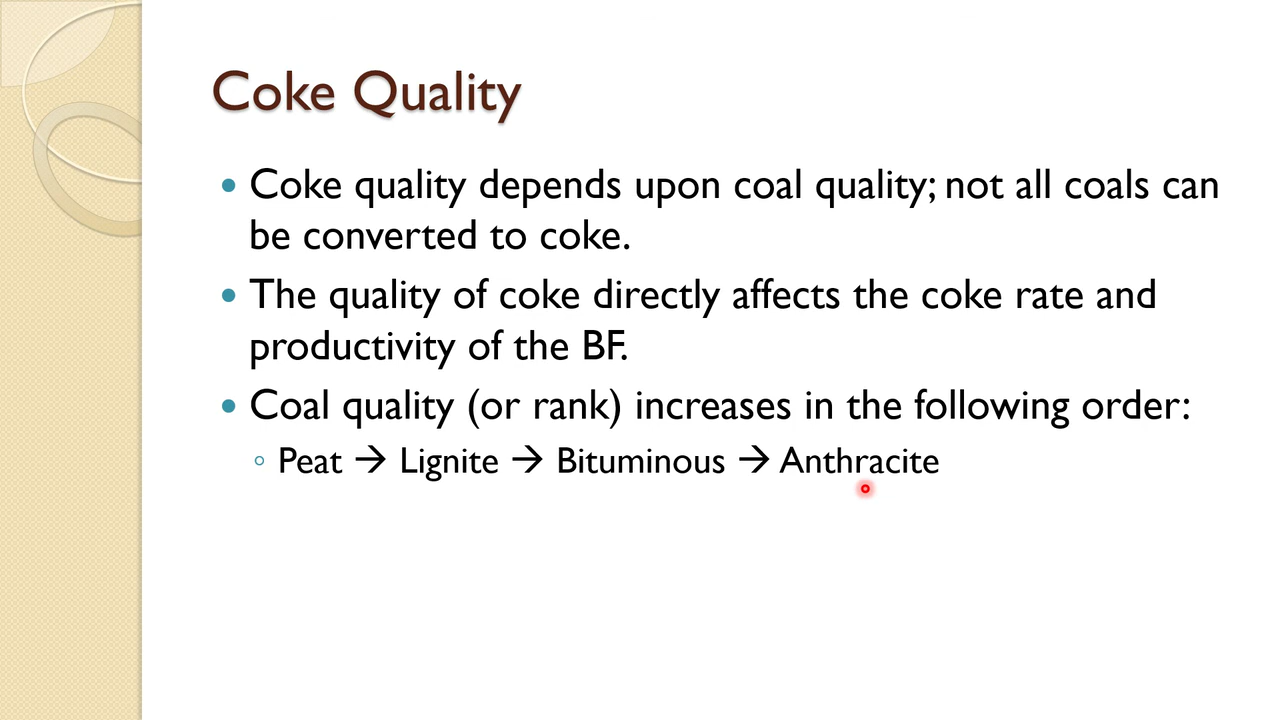 Coke Quality
• Coke quality depends upon coal quality; not all coals can
be converted to coke.
• The quality of coke directly affects the coke rate and
productivity of the BF.
• Coal quality (or rank) increases in the following order:
◦ Peat → Lignite → Bituminous → Anthracite